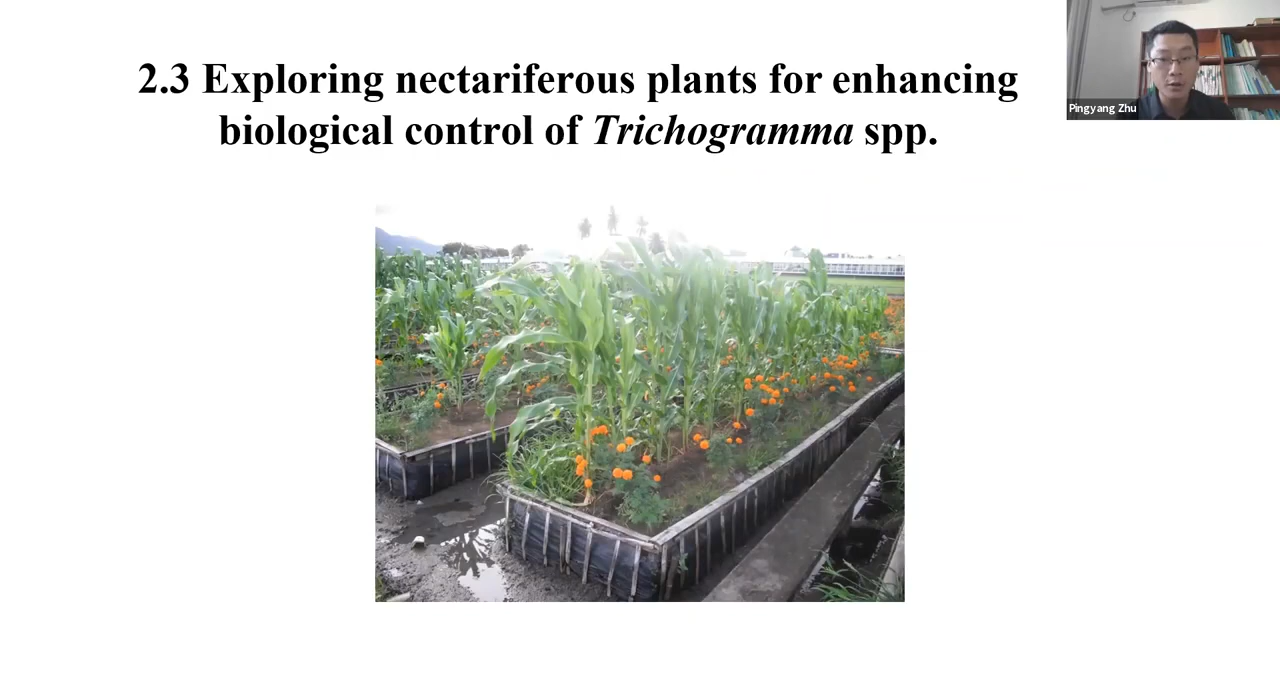 2.3 Exploring nectariferous plants for enhancing
biological control of Trichogramma spp.
Pingyang Zhu